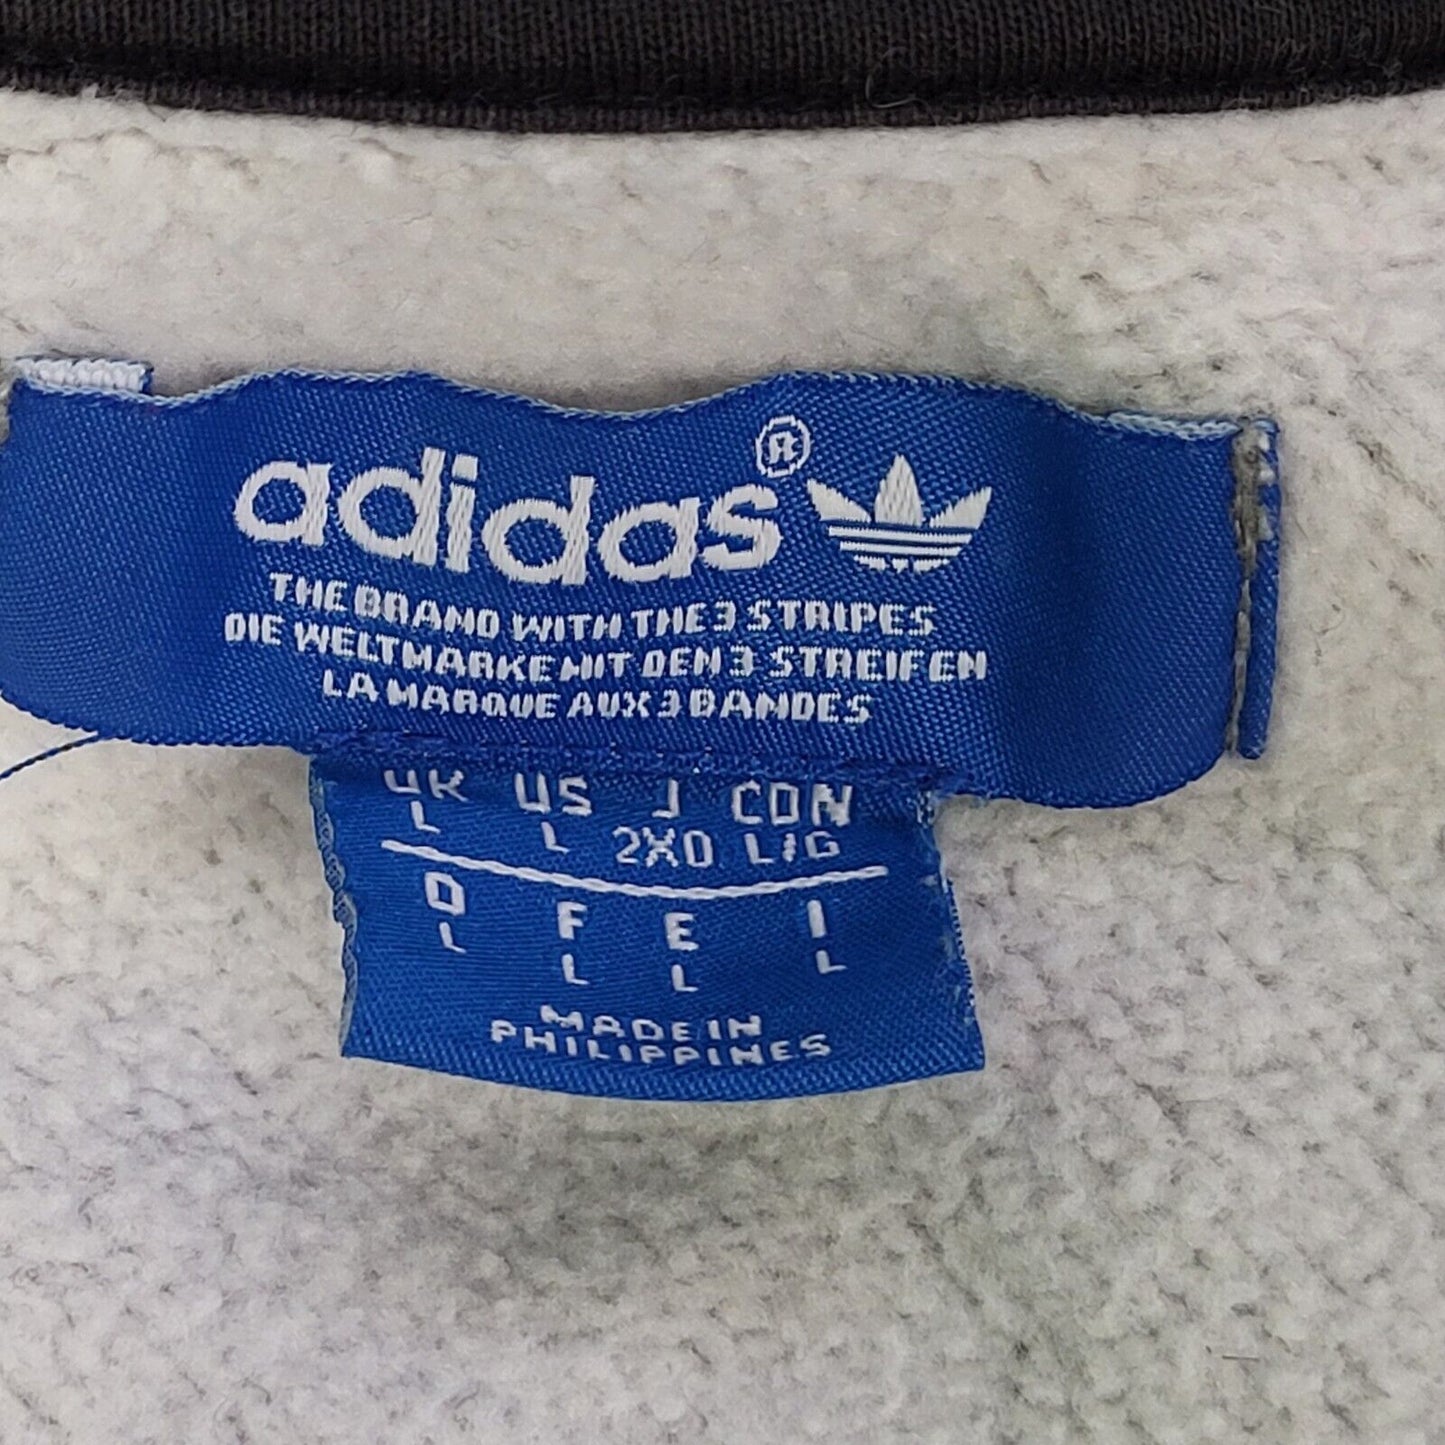 adidas®
THE BRAND WITH THE 3 STRIPES
DIE WELTMARKE MIT DEN 3 STREIFEN
LA MARQUE AUX 3 BANDES
UK US J CDN
L L 2XO L/G
D F E I
L L L L
MADE IN
PHILIPPINES